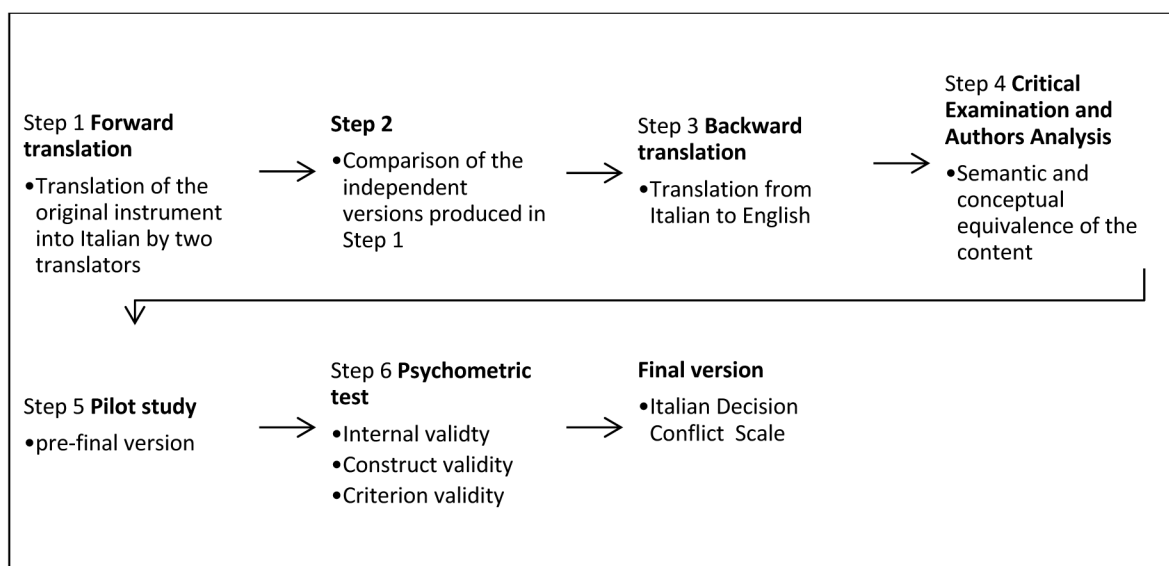 Step 1 Forward
translation
•Translation of the
original instrument
into Italian by two
translators
Step 2
•Comparison of the
independent
versions produced in
Step 1
Step 3 Backward
translation
•Translation from
Italian to English
Step 4 Critical
Examination and
Authors Analysis
•Semantic and
conceptual
equivalence of the
content
Step 5 Pilot study
•pre-final version
Step 6 Psychometric
test
•Internal validty
•Construct validity
•Criterion validity
Final version
•Italian Decision
Conflict Scale